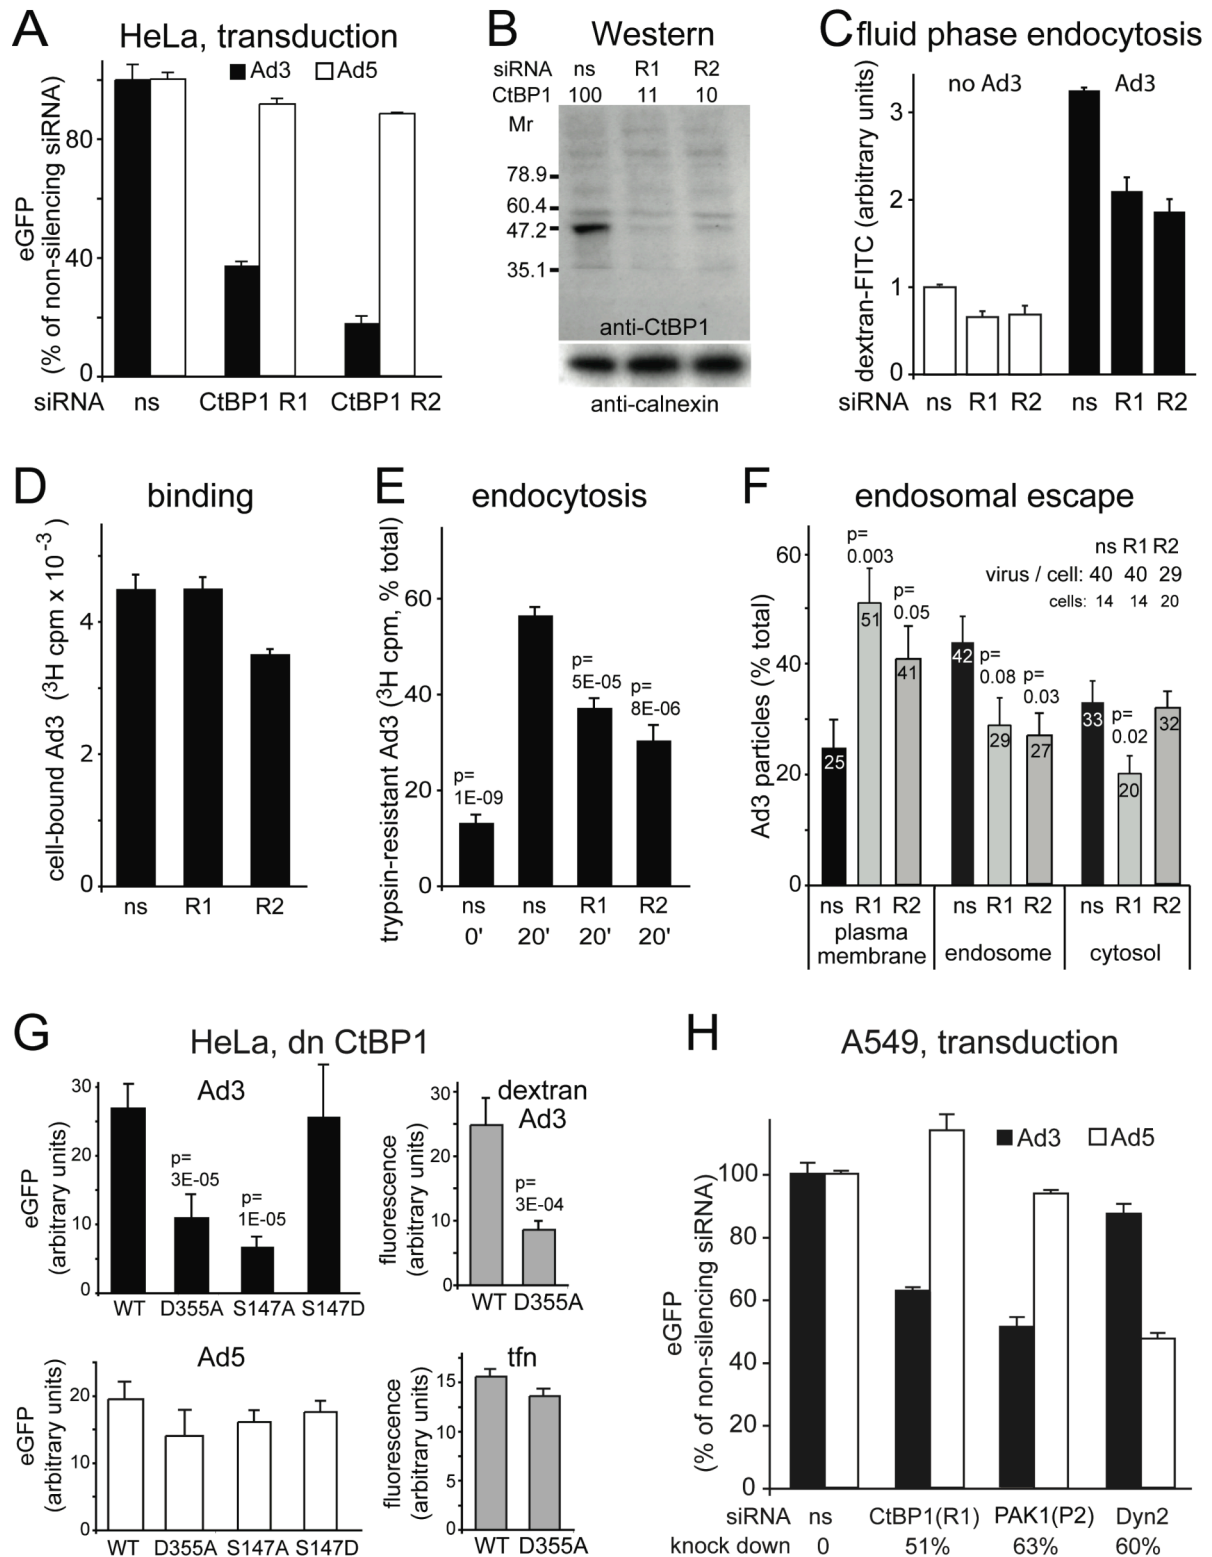 A
HeLa, transduction
Ad3
Ad5
eGFP
(% of non-silencing siRNA)
80
40
0
siRNA ns CtBP1 R1 CtBP1 R2
B
Western
siRNA ns R1 R2
CtBP1 100 11 10
Mr
78.9
60.4
47.2
35.1
anti-CtBP1
anti-calnexin
C
fluid phase endocytosis
no Ad3
Ad3
dextran-FITC (arbitrary units)
3
2
1
0
siRNA ns R1 R2 ns R1 R2
D
binding
cell-bound Ad3 (³H cpm x 10⁻³)
4
2
0
ns R1 R2
E
endocytosis
trypsin-resistant Ad3 (³H cpm, % total)
60
40
20
0
p=
1E-09
p=
5E-05
p=
8E-06
ns ns R1 R2
0' 20' 20' 20'
F
endosomal escape
Ad3 particles (% total)
60
40
20
0
ns R1 R2
virus / cell: 40 40 29
cells: 14 14 20
p=
0.003
p=
0.05
p=
0.08
p=
0.03
p=
0.02
25 51 41 42 29 27 33 20 32
ns R1 R2 ns R1 R2 ns R1 R2
plasma
membrane
endosome
cytosol
G
HeLa, dn CtBP1
Ad3
eGFP
(arbitrary units)
30
20
10
0
p=
3E-05
p=
1E-05
WT D355A S147A S147D
dextran
Ad3
fluorescence
(arbitrary units)
30
20
10
0
p=
3E-04
WT D355A
Ad5
eGFP
(arbitrary units)
20
10
0
WT D355A S147A S147D
tfn
fluorescence
(arbitrary units)
15
10
5
0
WT D355A
H
A549, transduction
Ad3
Ad5
eGFP
(% of non-silencing siRNA)
100
80
60
40
20
0
siRNA ns CtBP1(R1) PAK1(P2) Dyn2
knock down 0 51% 63% 60%